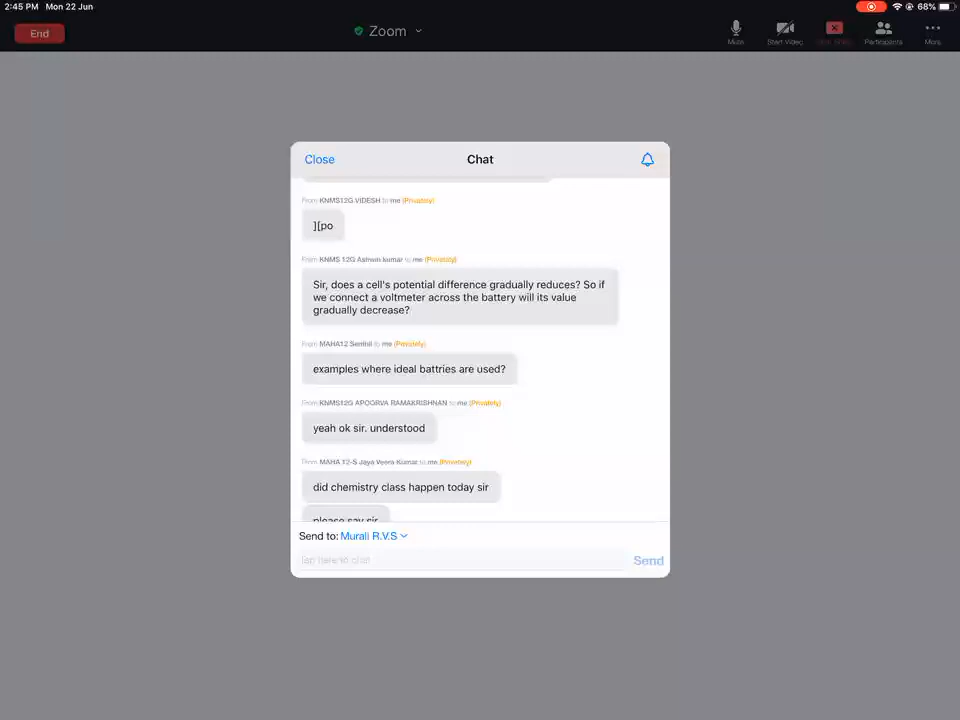 2:45 PM Mon 22 Jun
68%
End
Zoom
Mute
Start Video
Participants
More
Close
Chat
From KNMS12G VIDESH to me (Privately)
][po
From KNMS 12G Ashwin kumar to me (Privately)
Sir, does a cell's potential difference gradually reduces? So if
we connect a voltmeter across the battery will its value
gradually decrease?
From MAHA12 Senthil to me (Privately)
examples where ideal battries are used?
From KNMS12G APOORVA RAMAKRISHNAN to me (Privately)
yeah ok sir. understood
From MAHA 12-S Jaya Veera Kumar to me (Privately)
did chemistry class happen today sir
please say sir
Send to: Murali R.V.S
Tap here to chat
Send